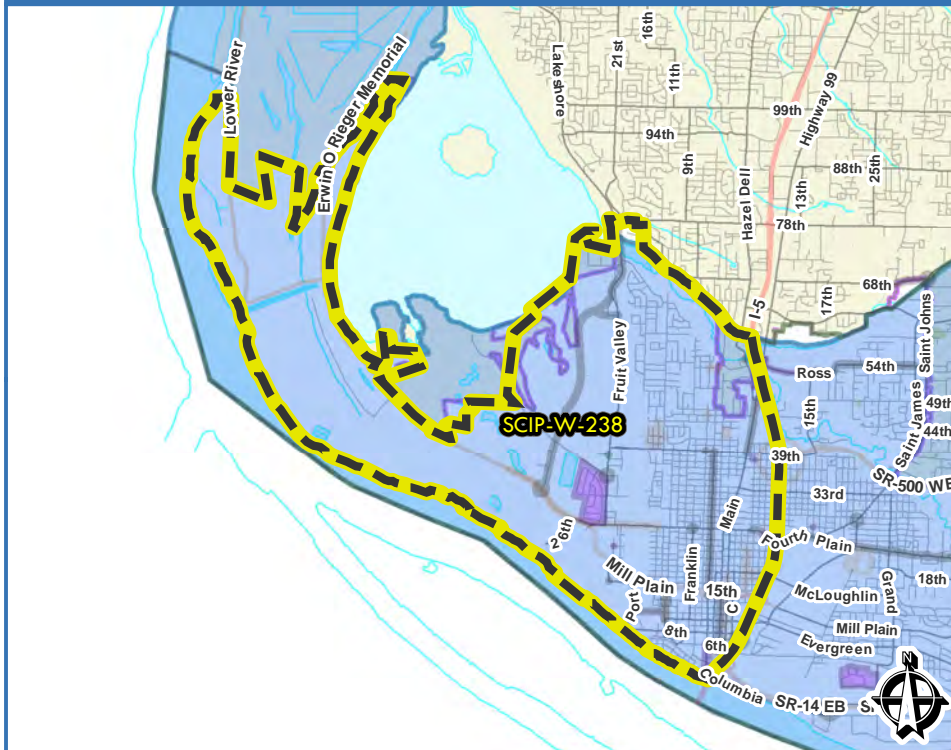 Lower River
Erwin O Rieger Memorial
Lakeshore
21st
16th
11th
9th
94th
99th
Highway 99
88th
25th
13th
Hazel Dell
78th
I-5
17th
68th
Saint Johns
Fruit Valley
Ross
54th
15th
Saint James
49th
44th
SCIP-W-238
39th
SR-500 WB
33rd
Main
26th
Fourth Plain
Mill Plain
Franklin
15th
C
Port
8th
6th
McLoughlin
Grand
18th
Mill Plain
Evergreen
Columbia
SR-14 EB
N